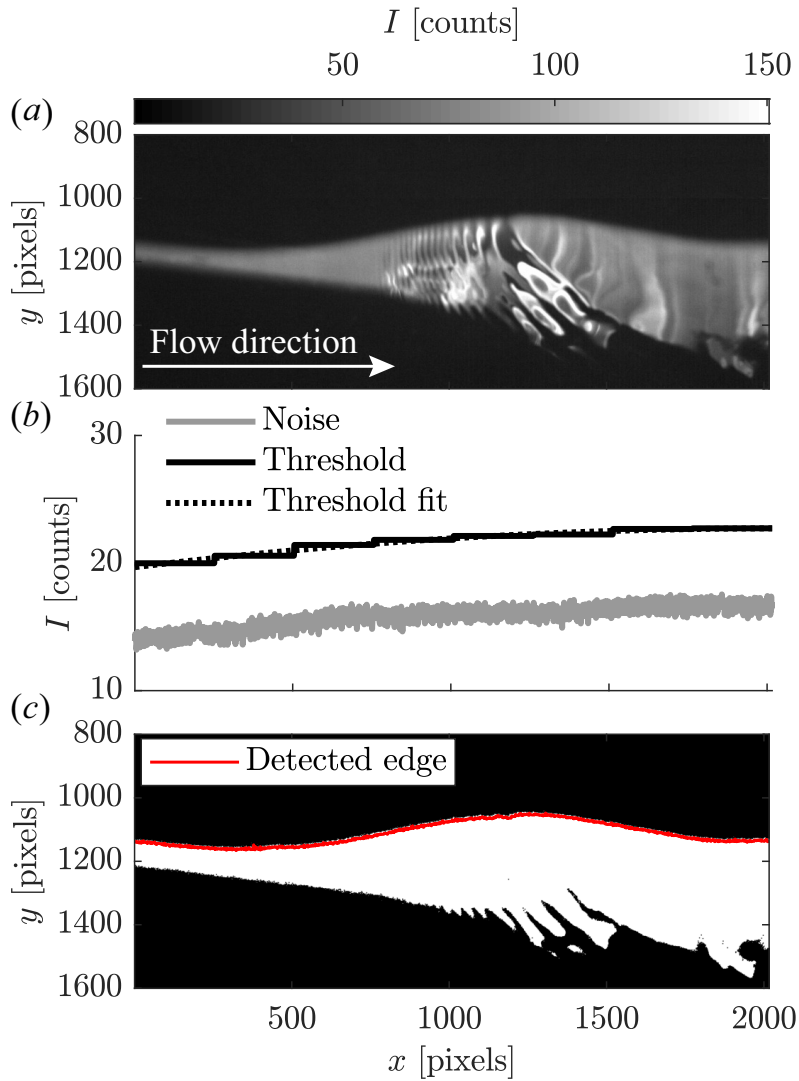 I [counts]
50 100 150
(a)
800
1000
1200
1400
1600
y [pixels]
Flow direction
(b)
30
20
10
I [counts]
Noise
Threshold
Threshold fit
(c)
800
1000
1200
1400
1600
y [pixels]
Detected edge
500 1000 1500 2000
x [pixels]